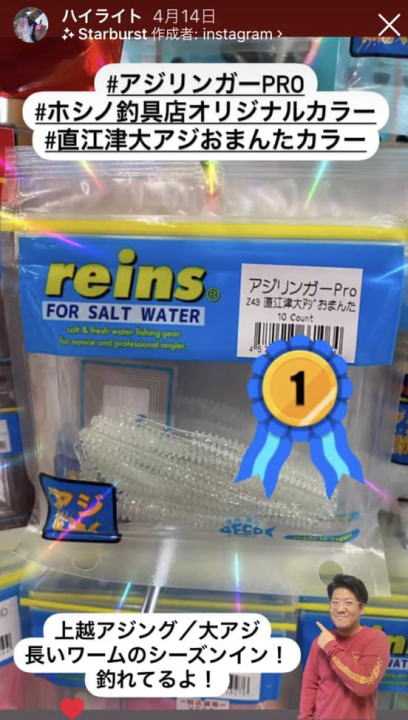 ハイライト 4月14日
Starburst 作成者: instagram
#アジリンガーPRO
#ホシノ釣具店オリジナルカラー
#直江津大アジおまんたカラー
reins®
FOR SALT WATER
salt & fresh water fishing gear
for novice and professional angler
アジリンガーPro
Z43 直江津大アジおまんた
10 Count
1
アジ
上越アジング／大アジ
長いワームのシーズンイン！
釣れてるよ！